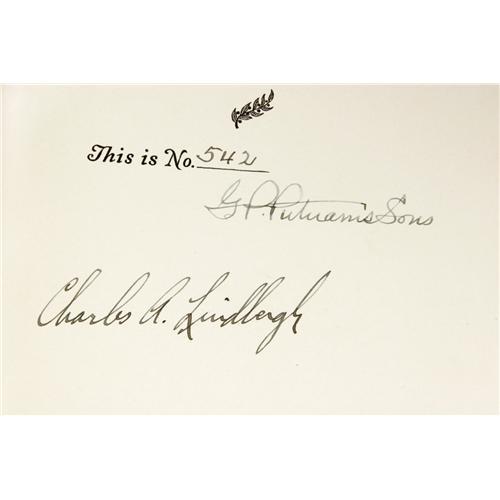 This is No. 542
G.P. Putnam's Sons
Charles A. Lindbergh